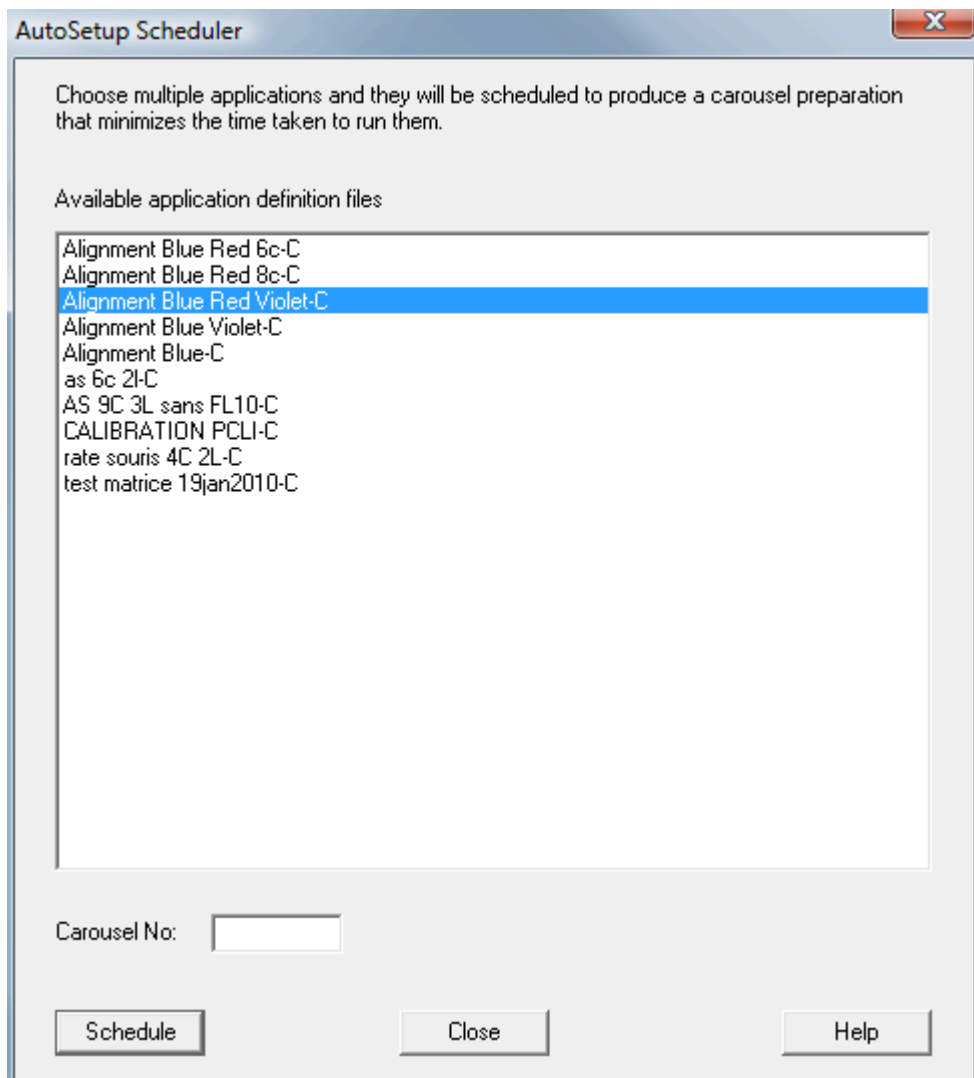 AutoSetup Scheduler
Choose multiple applications and they will be scheduled to produce a carousel preparation
that minimizes the time taken to run them.
Available application definition files
Alignment Blue Red 6c-C
Alignment Blue Red 8c-C
Alignment Blue Red Violet-C
Alignment Blue Violet-C
Alignment Blue-C
as 6c 2l-C
AS 9C 3L sans FL10-C
CALIBRATION PCLI-C
rate souris 4C 2L-C
test matrice 19jan2010-C
Carousel No:
Schedule Close Help